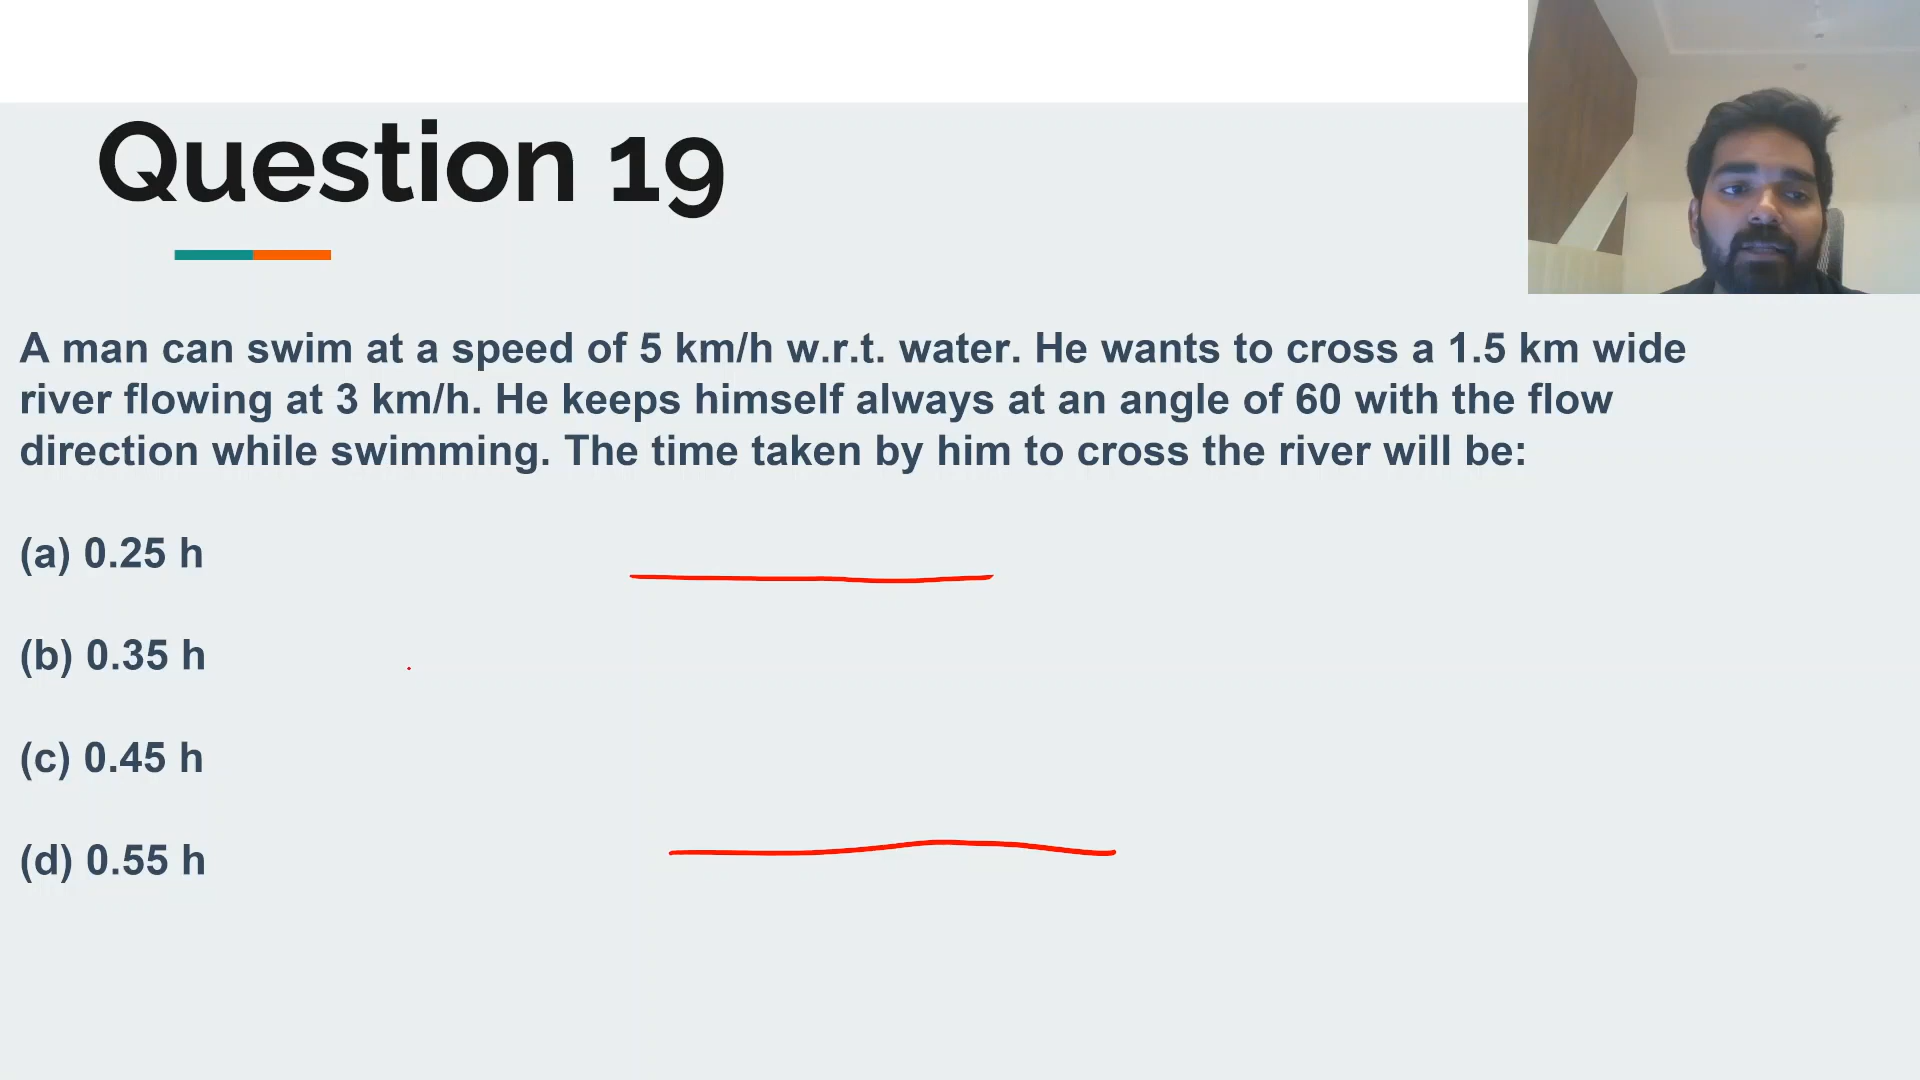 Question 19
A man can swim at a speed of 5 km/h w.r.t. water. He wants to cross a 1.5 km wide
river flowing at 3 km/h. He keeps himself always at an angle of 60 with the flow
direction while swimming. The time taken by him to cross the river will be:
(a) 0.25 h
(b) 0.35 h
(c) 0.45 h
(d) 0.55 h